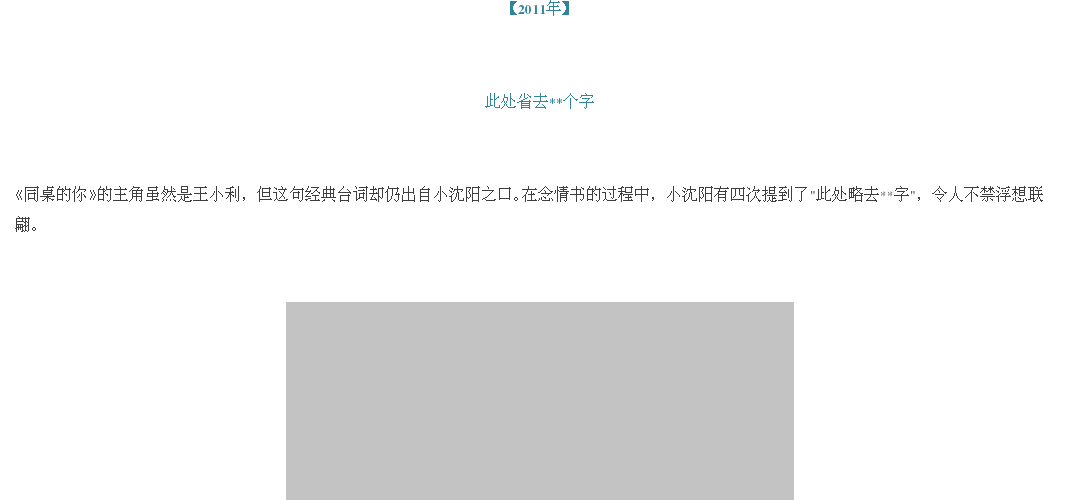 【2011年】
此处省去**个字
《同桌的你》的主角虽然是王小利，但这句经典台词却仍出自小沈阳之口。在念情书的过程中，小沈阳有四次提到了"此处略去**字"，令人不禁浮想联
翩。